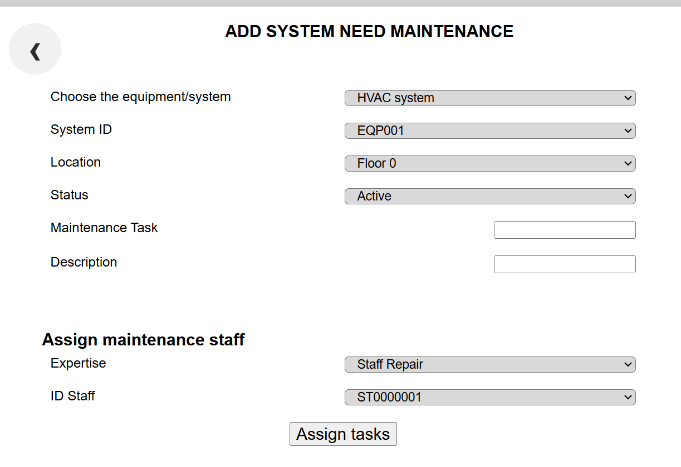 ADD SYSTEM NEED MAINTENANCE
Choose the equipment/system HVAC system
System ID EQP001
Location Floor 0
Status Active
Maintenance Task
Description
Assign maintenance staff
Expertise Staff Repair
ID Staff ST0000001
Assign tasks